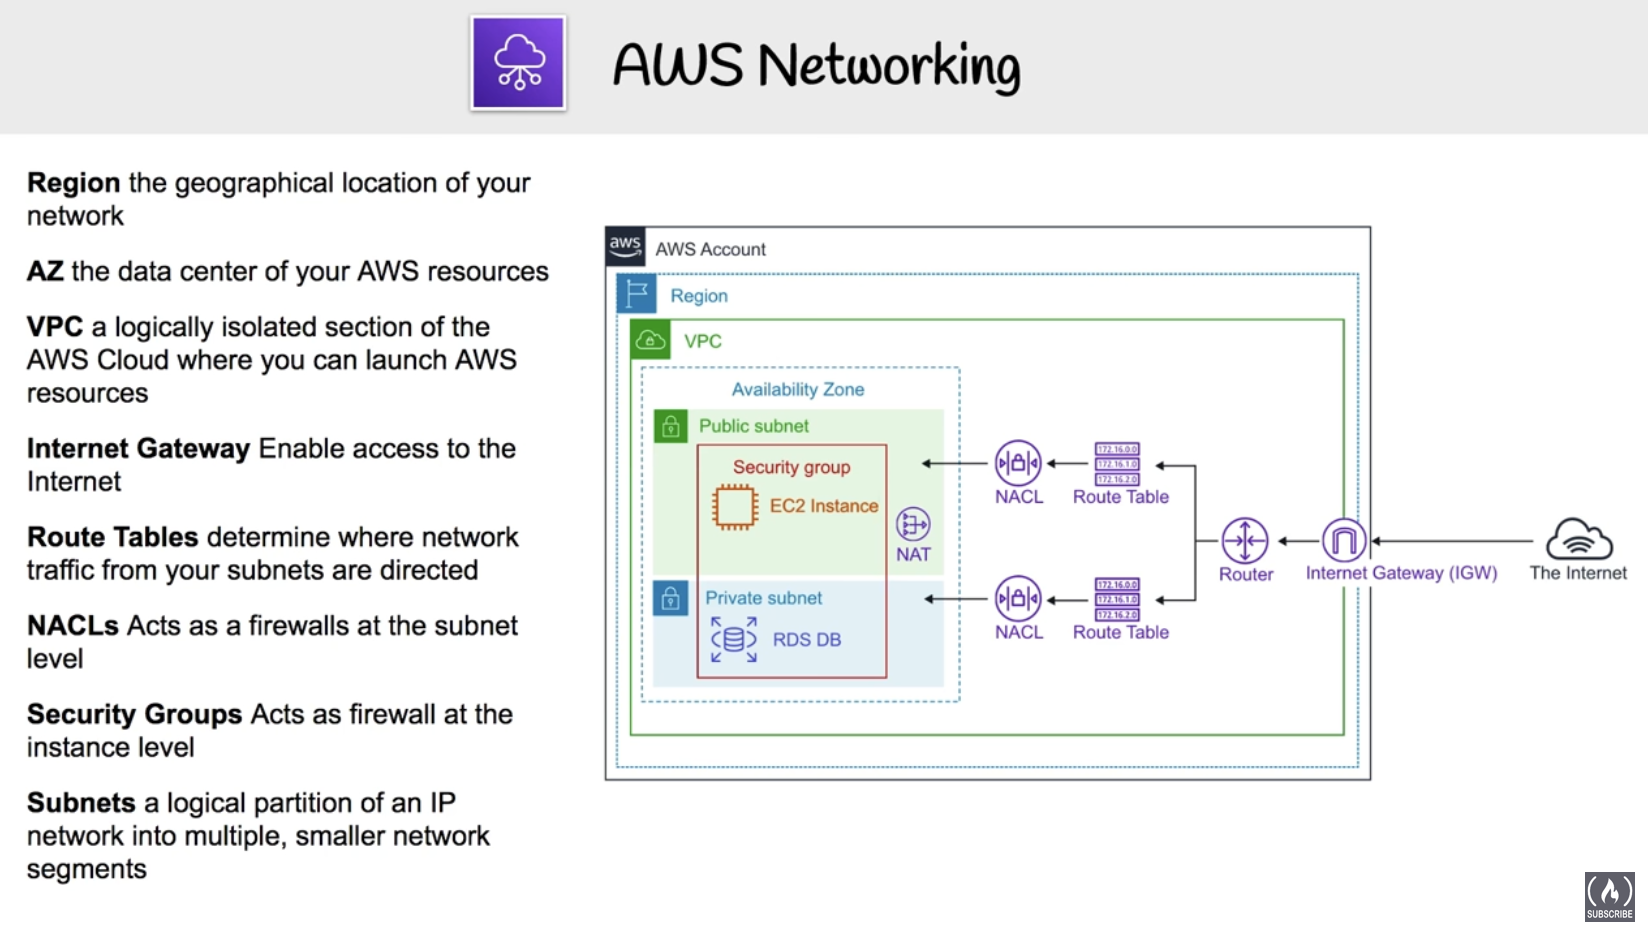 AWS Networking
Region the geographical location of your
network
AZ the data center of your AWS resources
VPC a logically isolated section of the
AWS Cloud where you can launch AWS
resources
Internet Gateway Enable access to the
Internet
Route Tables determine where network
traffic from your subnets are directed
NACLs Acts as a firewalls at the subnet
level
Security Groups Acts as firewall at the
instance level
Subnets a logical partition of an IP
network into multiple, smaller network
segments
aws
AWS Account
Region
VPC
Availability Zone
Public subnet
Security group
EC2 Instance
NAT
Private subnet
RDS DB
NACL
172.16.0.0
172.16.1.0
172.16.2.0
Route Table
NACL
172.16.0.0
172.16.1.0
172.16.2.0
Route Table
Router
Internet Gateway (IGW)
The Internet
SUBSCRIBE